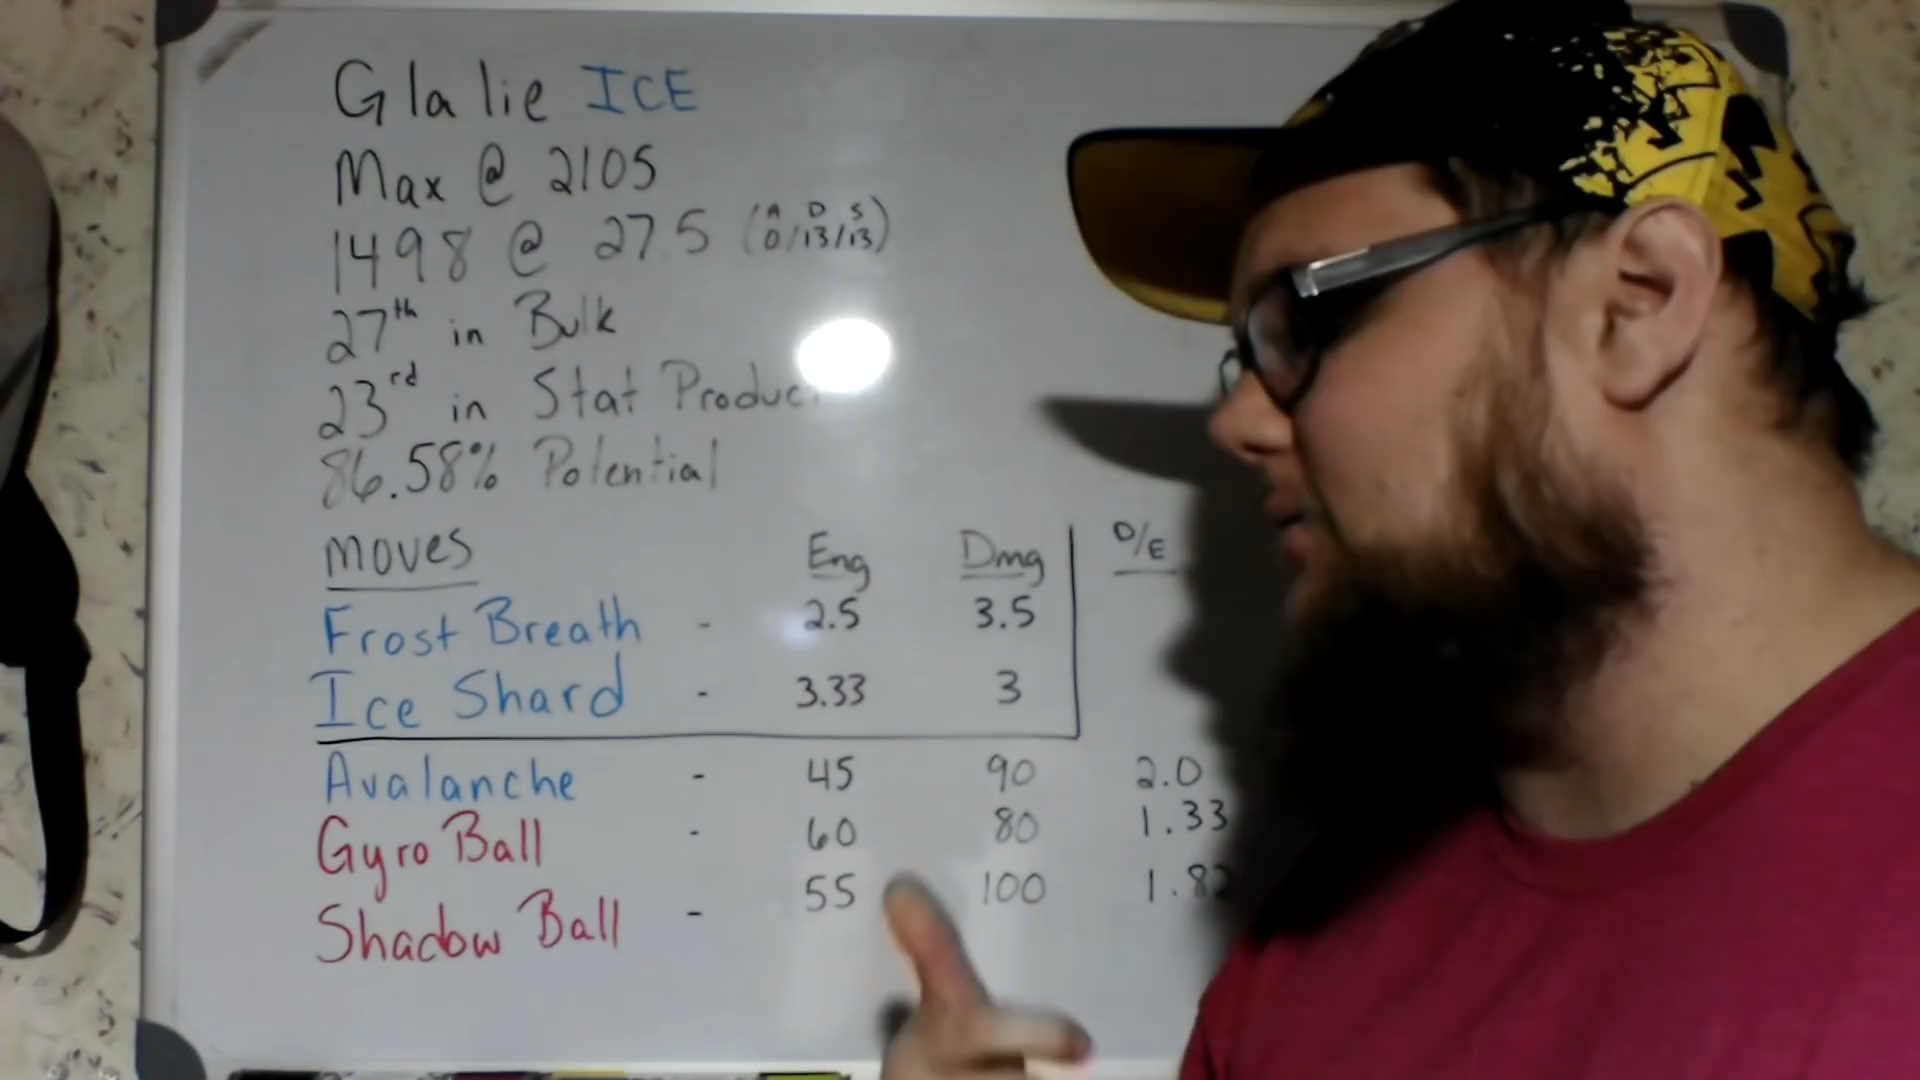 Glalie ICE
Max @ 2105
1498 @ 27.5 (A/D/S 0/13/13)
27th in Bulk
23rd in Stat Produc
86.58% Potential
moves Eng Dmg D/E
Frost Breath - 2.5 3.5
Ice Shard - 3.33 3
Avalanche - 45 90 2.0
Gyro Ball - 60 80 1.33
Shadow Ball - 55 100 1.82